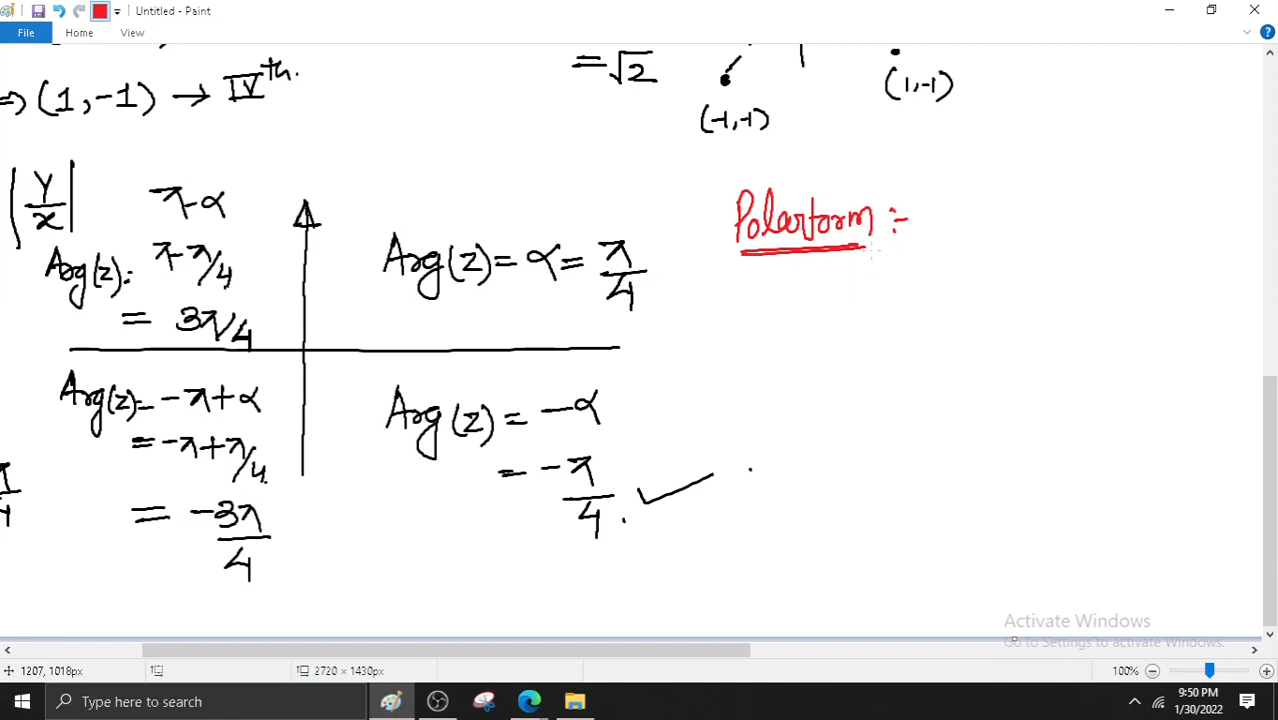 Untitled - Paint
File Home View
⇒ (1,-1) → IVth.
= √2
(-1,-1)
(1,-1)
|Y/x|
π-α
Arg(z): π-π/4
= 3π/4
Arg(z)= α = π/4
Polarform :-
Arg(z)= -π+α
= -π+π/4.
= -3π/4
Arg(z) = -α
= -π/4.
Activate Windows
Go to Settings to activate Windows.
1207, 1018px
2720 × 1430px
100%
Type here to search
9:50 PM
1/30/2022